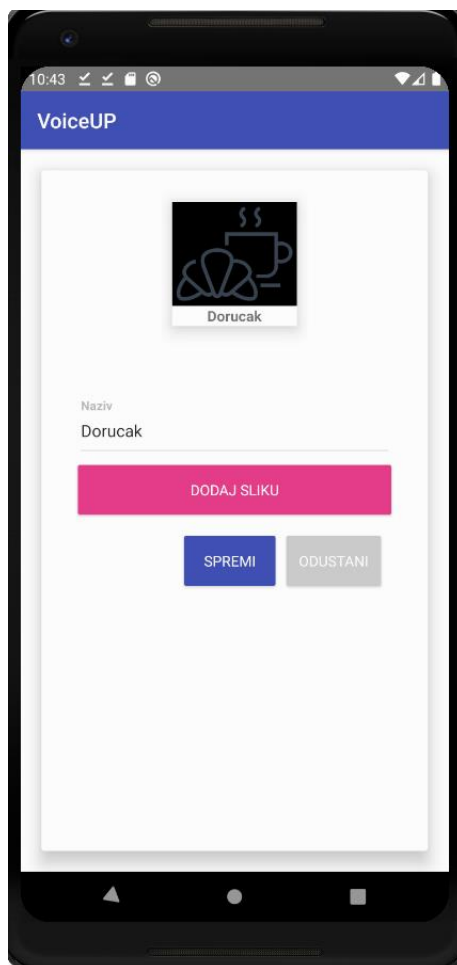 10:43
VoiceUP
Dorucak
Naziv
Dorucak
DODAJ SLIKU
SPREMI ODUSTANI